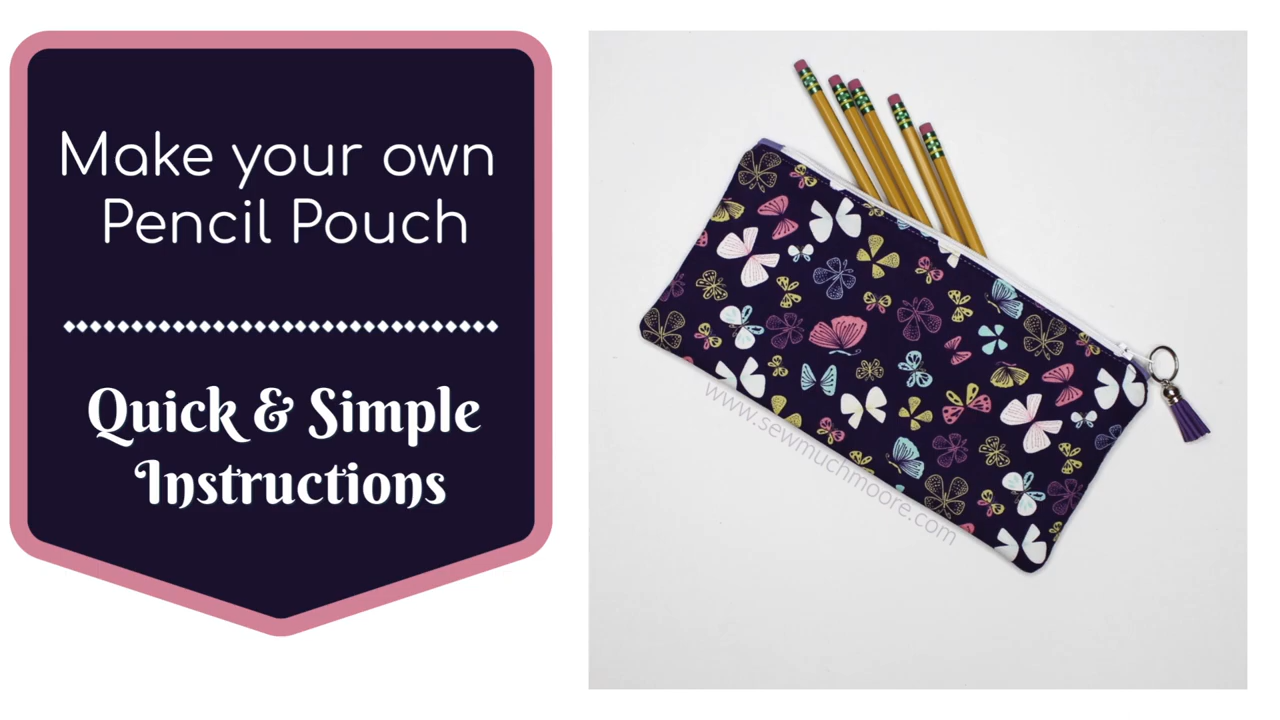 Make your own
Pencil Pouch
Quick & Simple
Instructions
www.sewmuchmoore.com